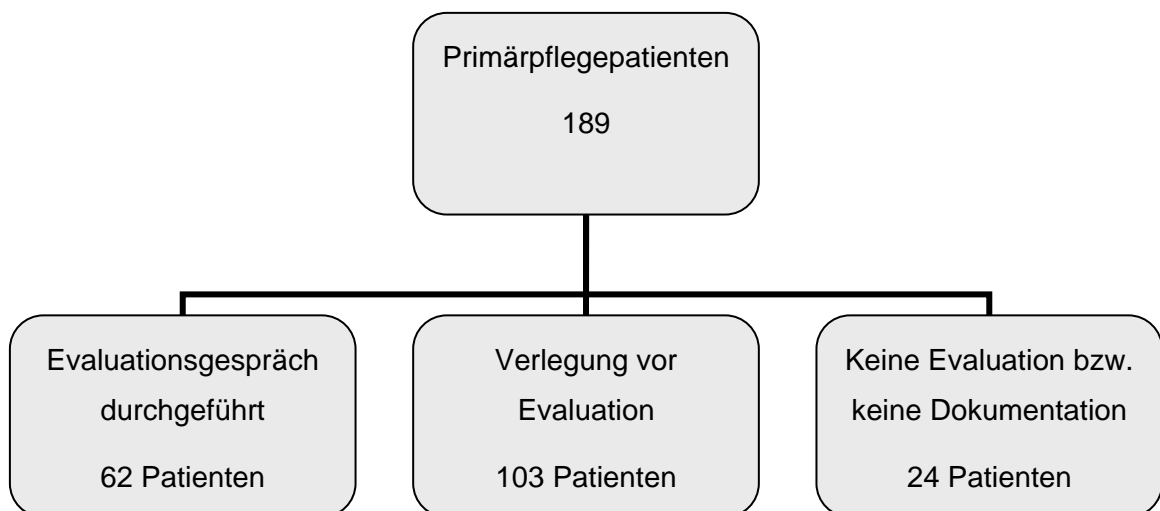 Primärpflegepatienten
189
Evaluationsgespräch
durchgeführt
62 Patienten
Verlegung vor
Evaluation
103 Patienten
Keine Evaluation bzw.
keine Dokumentation
24 Patienten